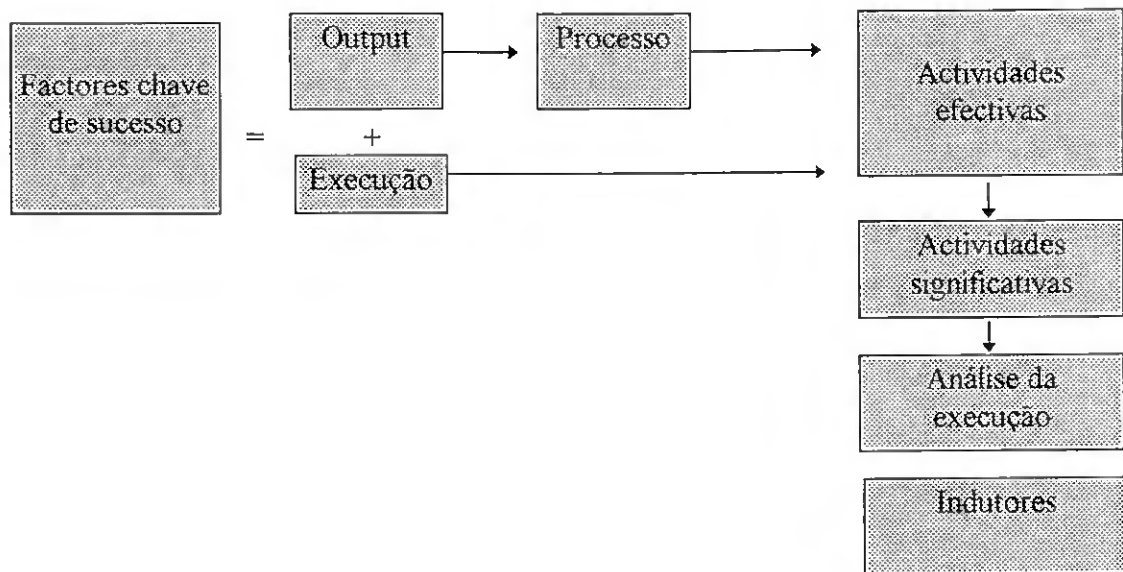 Factores chave
de sucesso
=
Output
+
Execução
Processo
Actividades
efectivas
Actividades
significativas
Análise da
execução
Indutores